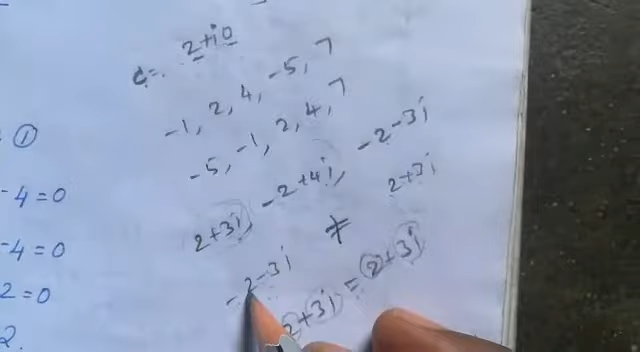 c = 2+i0
-1, 2, 4, -5, 7
-5, -1, 2, 4, 7
2+3i, -2+4i, -2-3i
≠ 2+3i
-2-3i
2+3i = 2+3i
①
-4=0
-4=0
2=0
2.